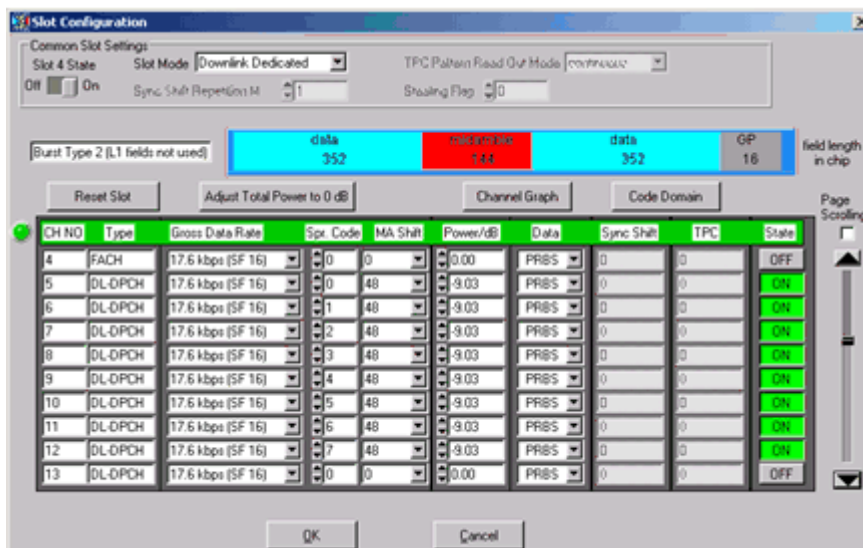 Slot Configuration
Common Slot Settings
Slot 4 State
Off On
Slot Mode Downlink Dedicated
TPC Pattern Read Out Mode continuous
Sync Shift Repetition M 1
Stealing Flag 0
Burst Type 2 (L1 fields not used)
data midamble data GP
352 144 352 16
field length in chip
Reset Slot Adjust Total Power to 0 dB Channel Graph Code Domain
Page Scrolling
CH NO Type Gross Data Rate Spr. Code MA Shift Power/dB Data Sync Shift TPC State
4 FACH 17.6 kbps (SF 16) 0 0 0.00 PRBS 0 0 OFF
5 DL-DPCH 17.6 kbps (SF 16) 0 48 -9.03 PRBS 0 0 ON
6 DL-DPCH 17.6 kbps (SF 16) 1 48 -9.03 PRBS 0 0 ON
7 DL-DPCH 17.6 kbps (SF 16) 2 48 -9.03 PRBS 0 0 ON
8 DL-DPCH 17.6 kbps (SF 16) 3 48 -9.03 PRBS 0 0 ON
9 DL-DPCH 17.6 kbps (SF 16) 4 48 -9.03 PRBS 0 0 ON
10 DL-DPCH 17.6 kbps (SF 16) 5 48 -9.03 PRBS 0 0 ON
11 DL-DPCH 17.6 kbps (SF 16) 6 48 -9.03 PRBS 0 0 ON
12 DL-DPCH 17.6 kbps (SF 16) 7 48 -9.03 PRBS 0 0 ON
13 DL-DPCH 17.6 kbps (SF 16) 0 0 0.00 PRBS 0 0 OFF
OK Cancel